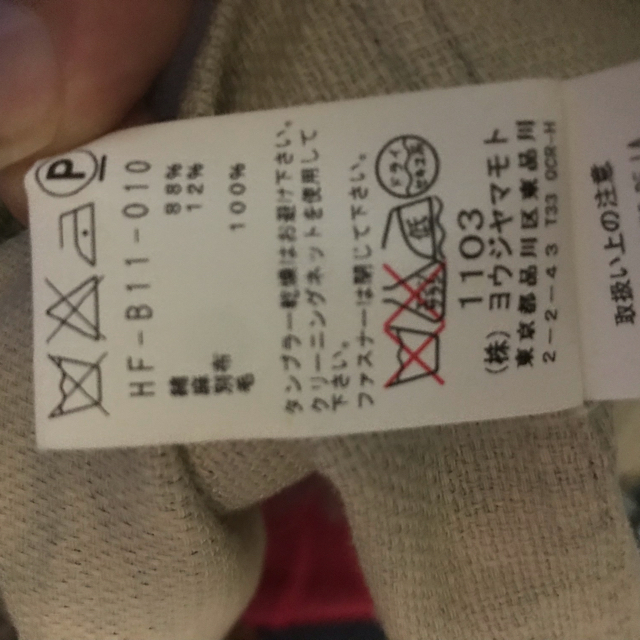 P
HF-B11-010
綿 88%
麻 12%
別布
毛 100%
タンブラー乾燥はお避け下さい。
クリーニングネットを使用して
下さい。
ファスナーは閉じて下さい。
低
1103
(株) ヨウジヤマモト
東京都品川区東品川
2-2-43 T33 OCR-H
取扱い上の注意